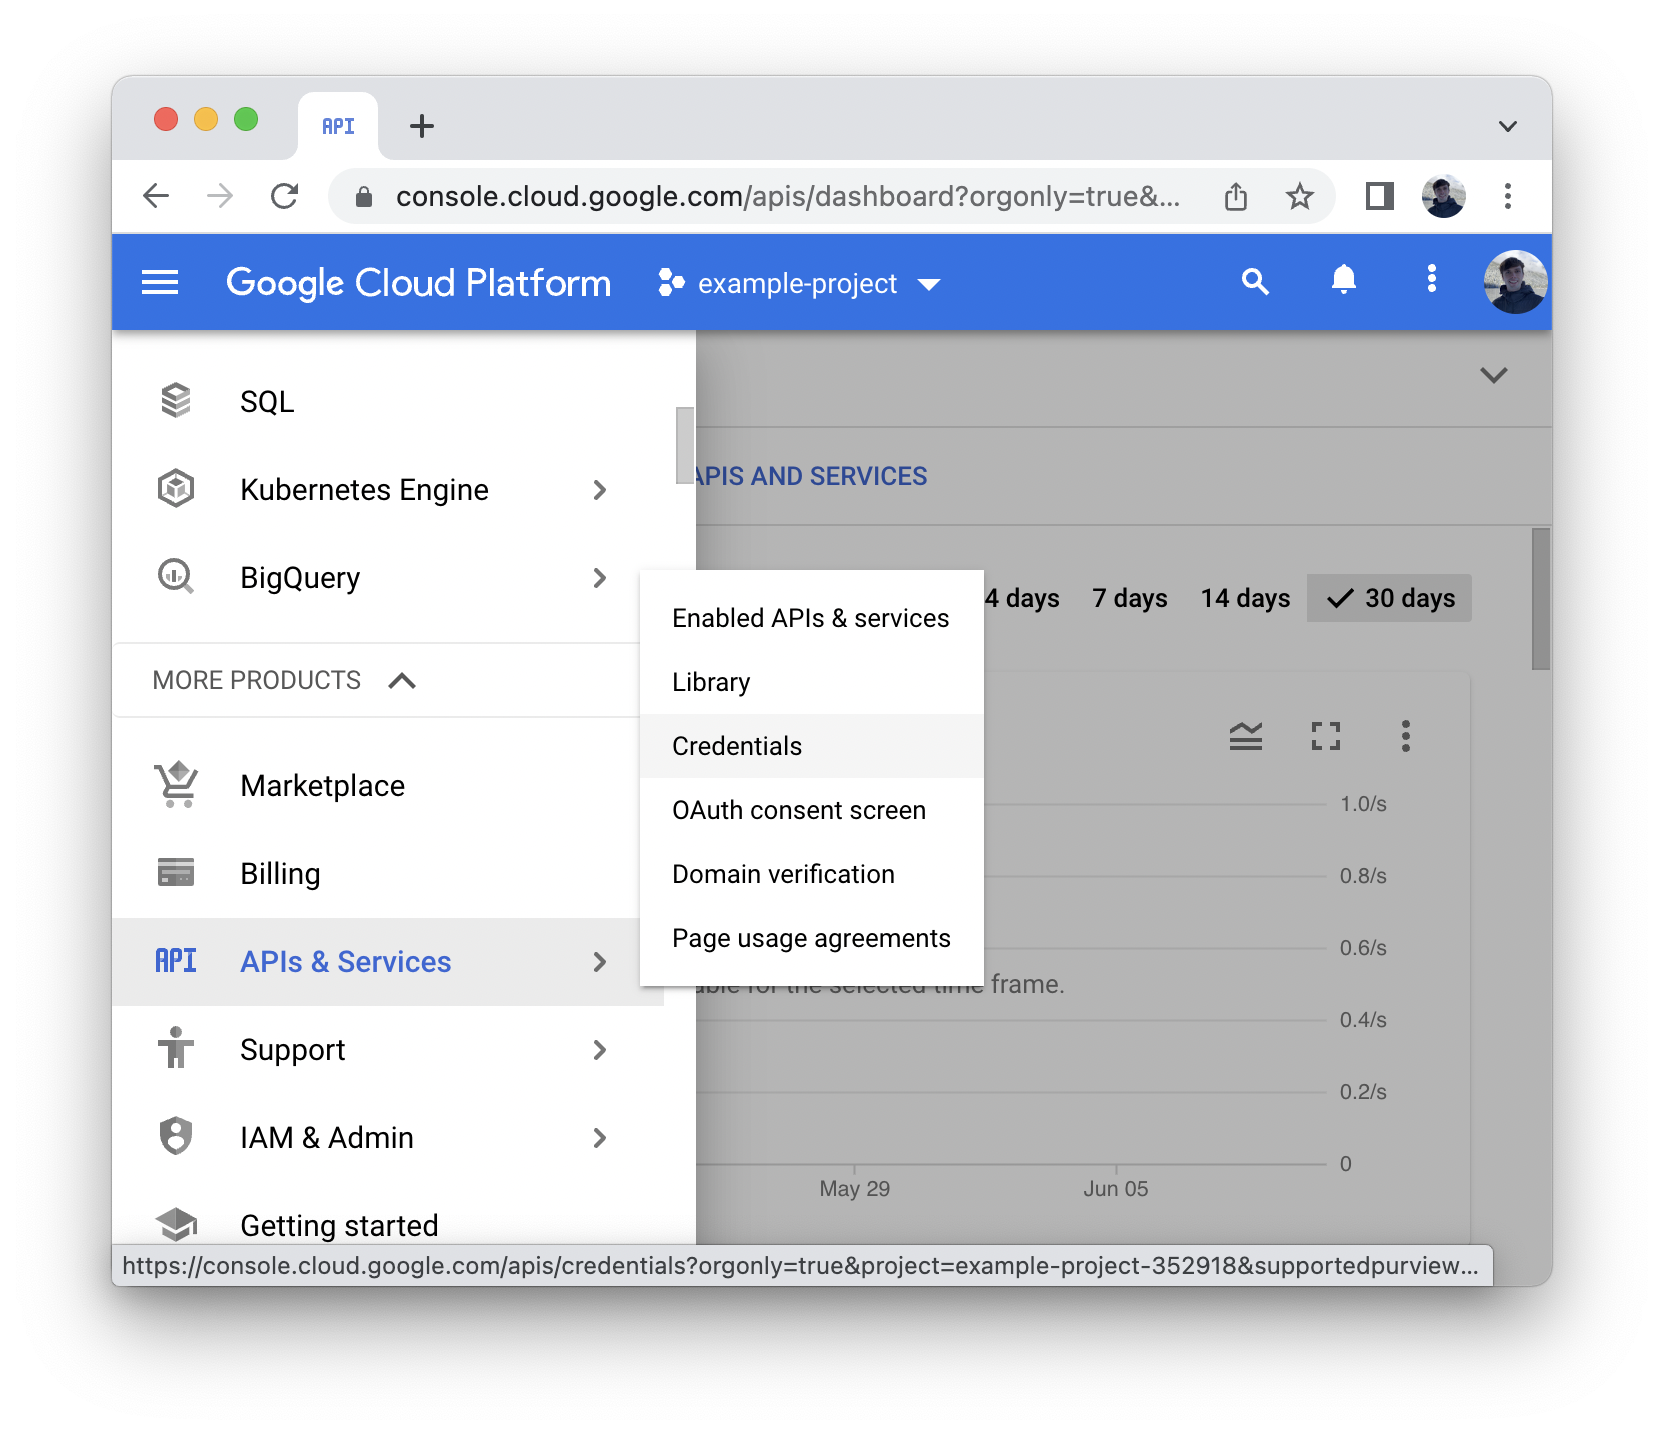 API
console.cloud.google.com/apis/dashboard?orgonly=true&...
Google Cloud Platform
example-project
SQL
Kubernetes Engine
BigQuery
MORE PRODUCTS
Marketplace
Billing
API
APIs & Services
Support
IAM & Admin
Getting started
APIS AND SERVICES
4 days
7 days
14 days
30 days
Enabled APIs & services
Library
Credentials
OAuth consent screen
Domain verification
Page usage agreements
for the selected time frame.
1.0/s
0.8/s
0.6/s
0.4/s
0.2/s
0
May 29
Jun 05
https://console.cloud.google.com/apis/credentials?orgonly=true&project=example-project-352918&supportedpurview...